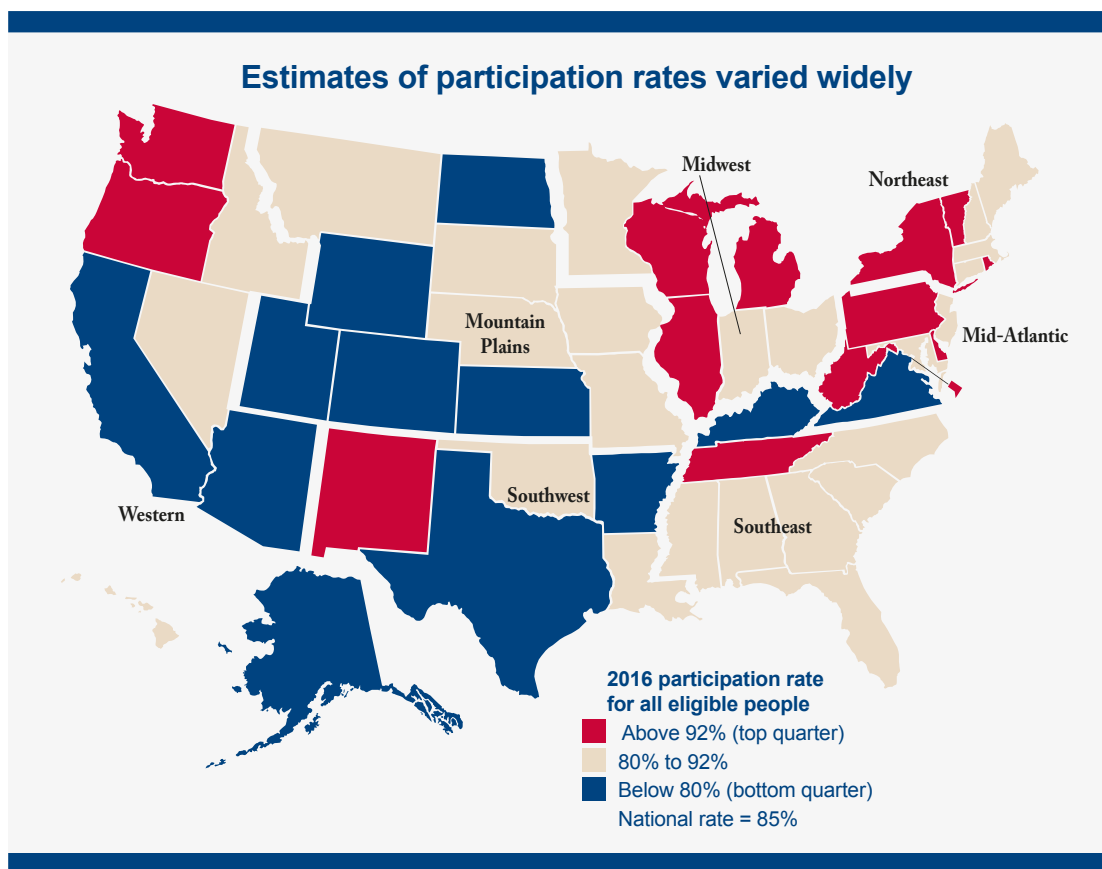 Estimates of participation rates varied widely
Midwest
Northeast
Mountain
Plains
Mid-Atlantic
Southwest
Western
Southeast
2016 participation rate
for all eligible people
Above 92% (top quarter)
80% to 92%
Below 80% (bottom quarter)
National rate = 85%